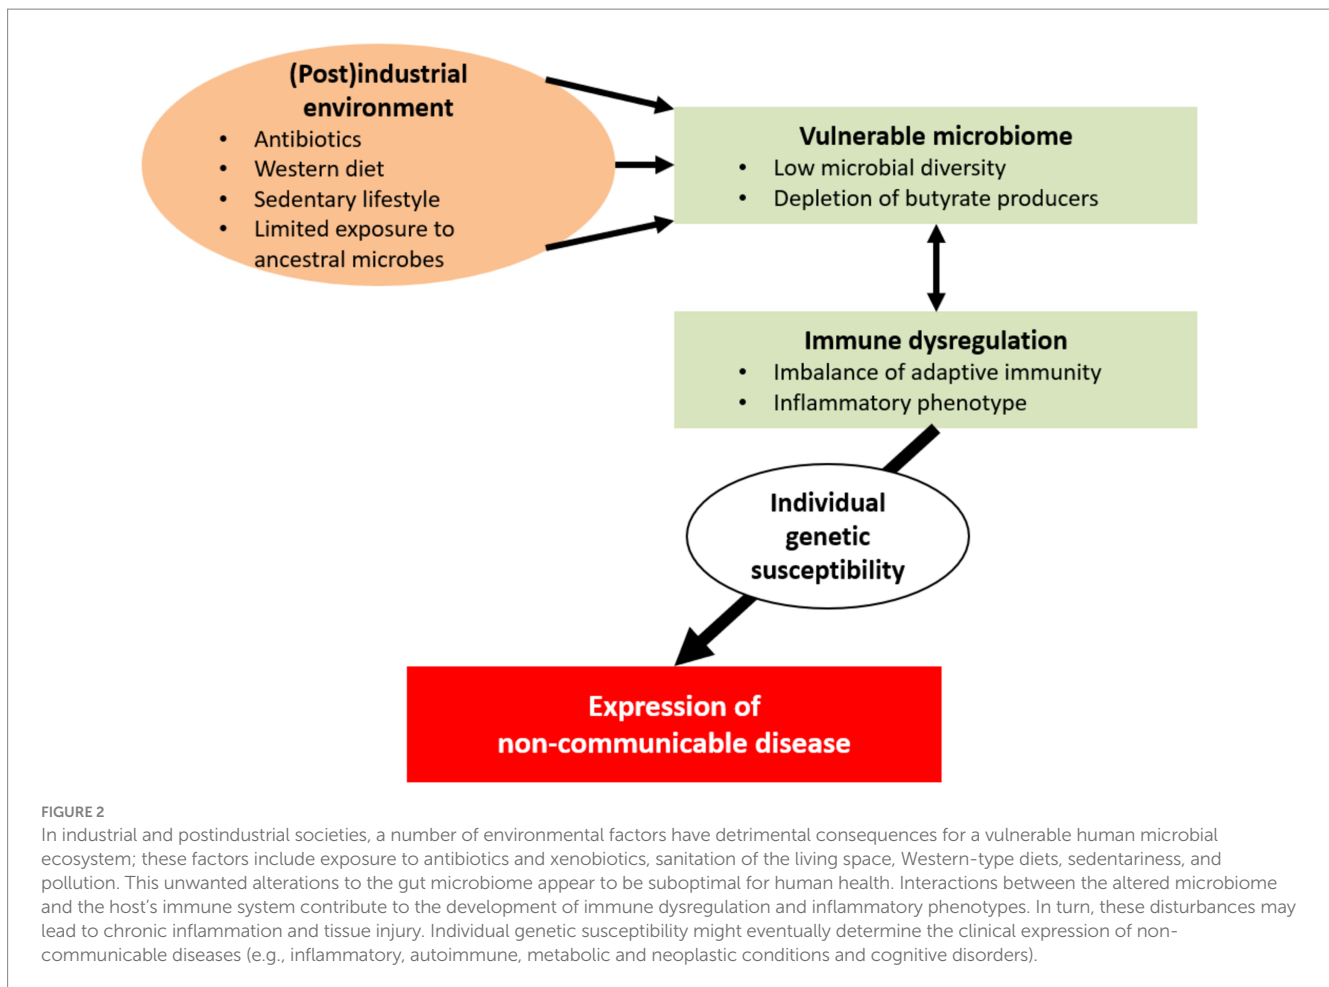 (Post)industrial
environment
• Antibiotics
• Western diet
• Sedentary lifestyle
• Limited exposure to
ancestral microbes
Vulnerable microbiome
• Low microbial diversity
• Depletion of butyrate producers
Immune dysregulation
• Imbalance of adaptive immunity
• Inflammatory phenotype
Individual
genetic
susceptibility
Expression of
non-communicable disease
FIGURE 2
In industrial and postindustrial societies, a number of environmental factors have detrimental consequences for a vulnerable human microbial
ecosystem; these factors include exposure to antibiotics and xenobiotics, sanitation of the living space, Western-type diets, sedentariness, and
pollution. This unwanted alterations to the gut microbiome appear to be suboptimal for human health. Interactions between the altered microbiome
and the host's immune system contribute to the development of immune dysregulation and inflammatory phenotypes. In turn, these disturbances may
lead to chronic inflammation and tissue injury. Individual genetic susceptibility might eventually determine the clinical expression of non-
communicable diseases (e.g., inflammatory, autoimmune, metabolic and neoplastic conditions and cognitive disorders).